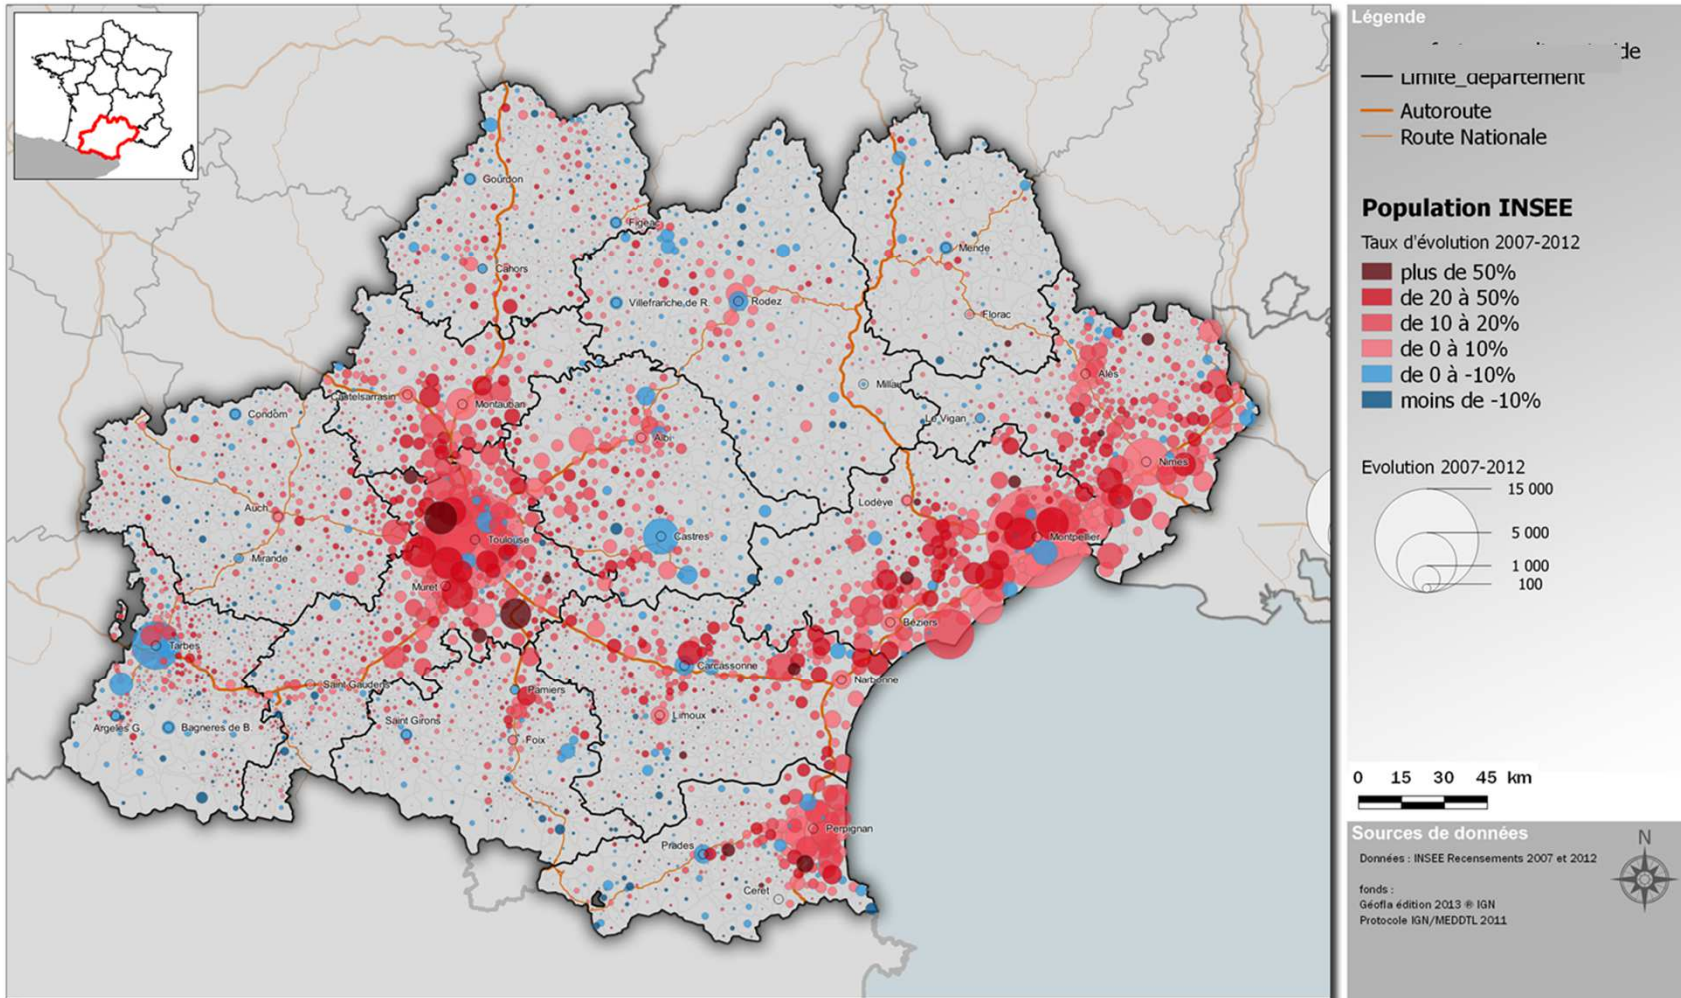 Gourdon
Figeac
Mende
Cahors
Villefranche de R.
Rodez
Florac
Alès
Millau
Castelsarrasin
Montauban
Condom
Le Vigan
Albi
Nîmes
Lodève
Auch
Toulouse
Castres
Montpellier
Mirande
Muret
Béziers
Tarbes
Carcassonne
Narbonne
Saint Gaudens
Pamiers
Limoux
Saint Girons
Argelès G.
Bagneres de B.
Foix
Perpignan
Prades
Ceret
Légende
Limite_département
Autoroute
Route Nationale
Population INSEE
Taux d'évolution 2007-2012
plus de 50%
de 20 à 50%
de 10 à 20%
de 0 à 10%
de 0 à -10%
moins de -10%
Evolution 2007-2012
15 000
5 000
1 000
100
0 15 30 45 km
Sources de données
N
Données : INSEE Recensements 2007 et 2012
fonds :
Géofla édition 2013 ® IGN
Protocole IGN/MEDDTL 2011